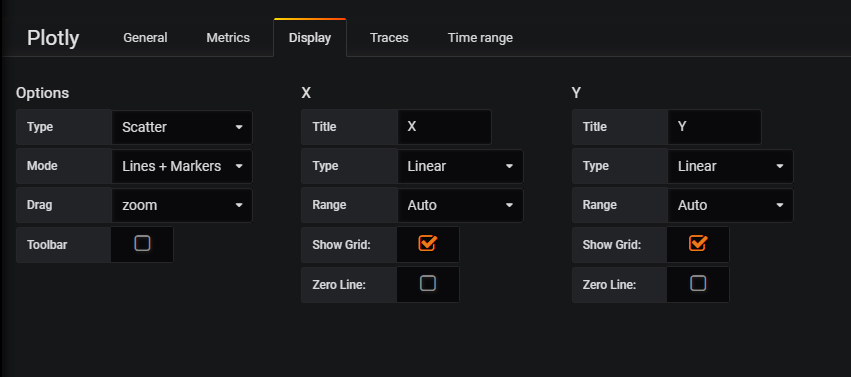 Plotly General Metrics Display Traces Time range
Options X Y
Type Scatter Title X Title Y
Mode Lines + Markers Type Linear Type Linear
Drag zoom Range Auto Range Auto
Toolbar Show Grid: Show Grid:
Zero Line: Zero Line: